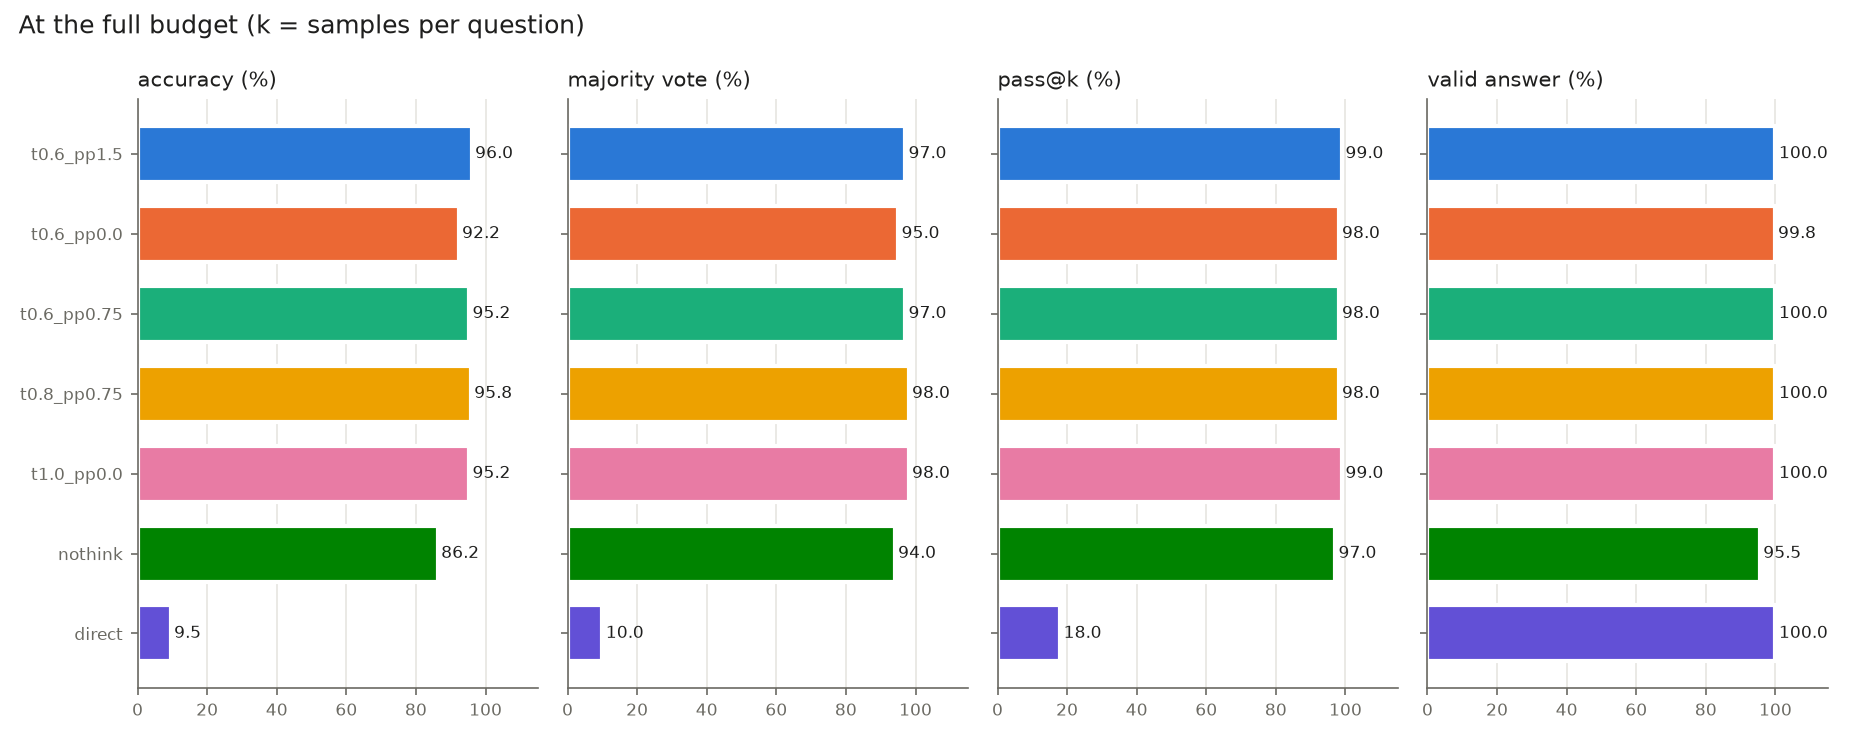 At the full budget (k = samples per question)
accuracy (%)
majority vote (%)
pass@k (%)
valid answer (%)
t0.6_pp1.5
96.0
97.0
99.0
100.0
t0.6_pp0.0
92.2
95.0
98.0
99.8
t0.6_pp0.75
95.2
97.0
98.0
100.0
t0.8_pp0.75
95.8
98.0
98.0
100.0
t1.0_pp0.0
95.2
98.0
99.0
100.0
nothink
86.2
94.0
97.0
95.5
direct
9.5
10.0
18.0
100.0
0 20 40 60 80 100
0 20 40 60 80 100
0 20 40 60 80 100
0 20 40 60 80 100